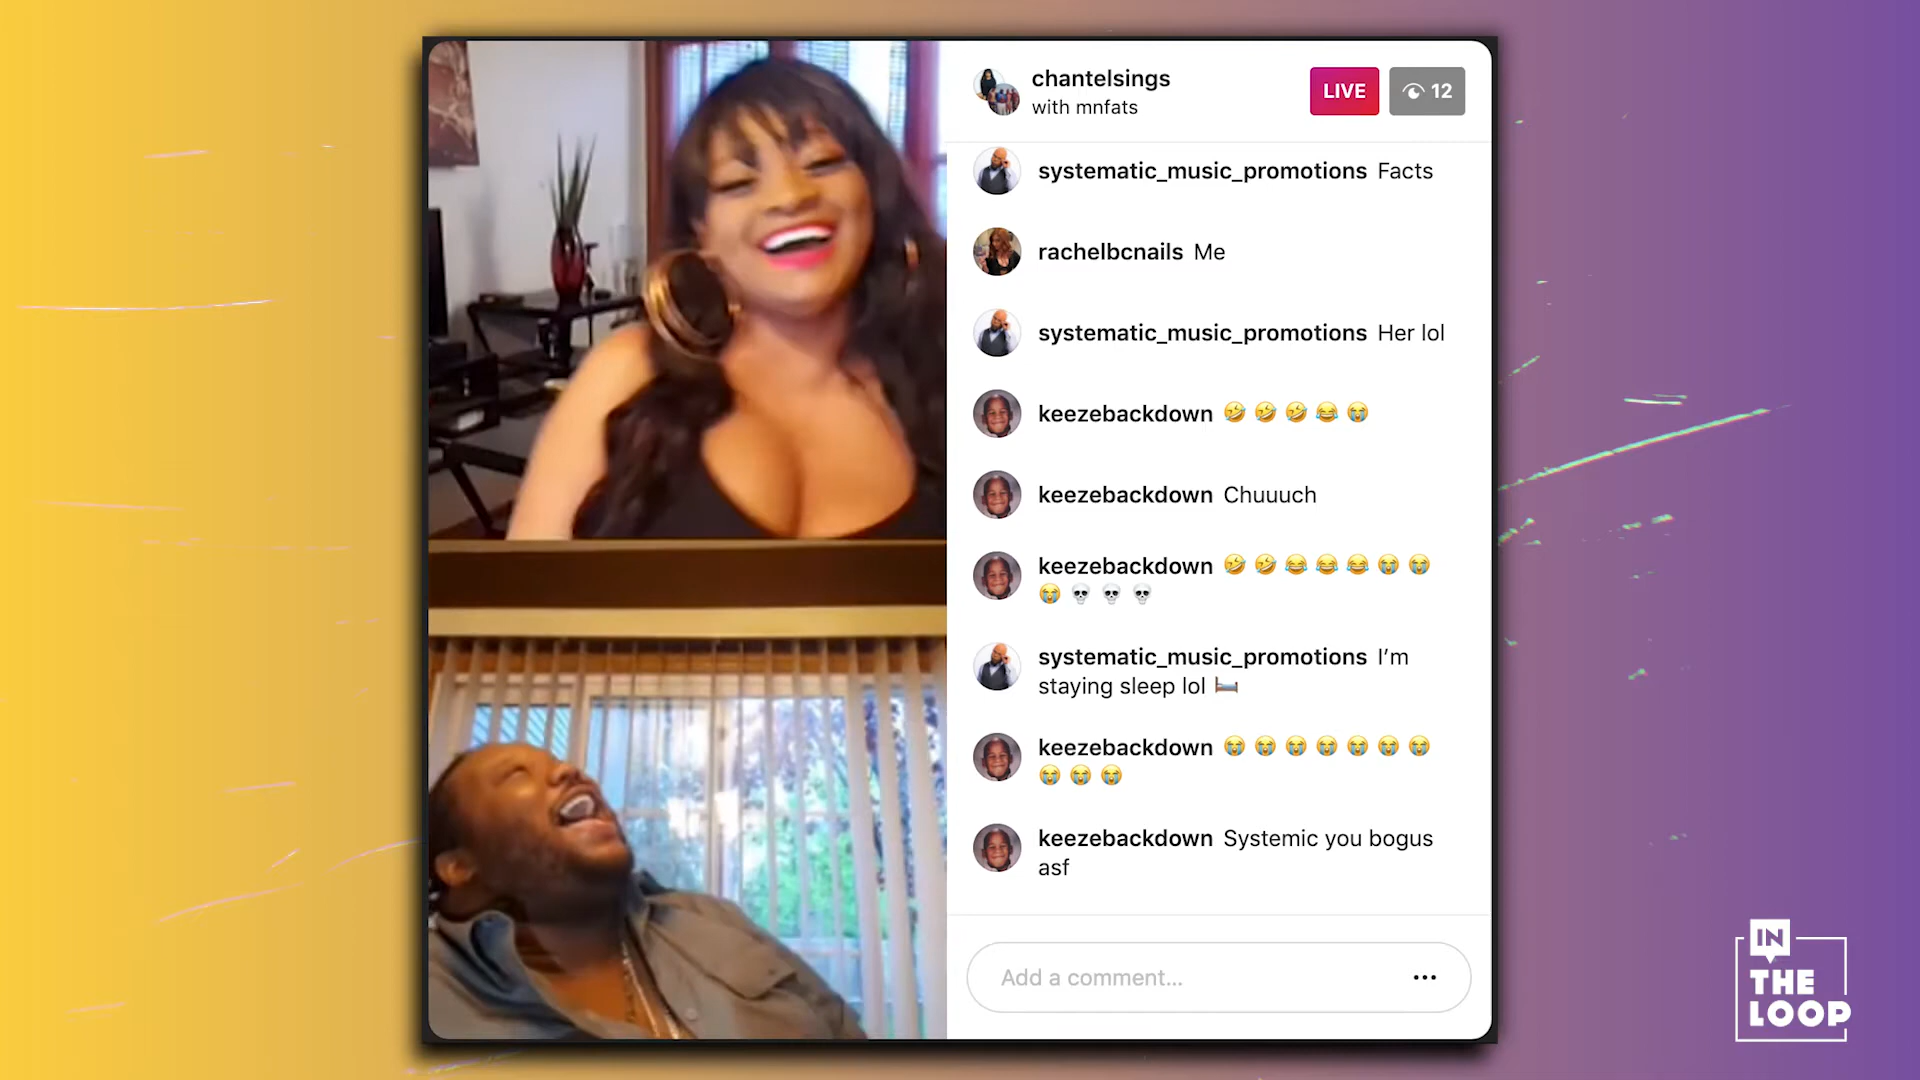 chantelsings
with mnfats
LIVE
12
systematic_music_promotions Facts
rachelbcnails Me
systematic_music_promotions Her lol
keezebackdown 🤣 🤣 🤣 😂 😭
keezebackdown Chuuuch
keezebackdown 🤣 🤣 😂 😂 😂 😭 😭
😭 💀 💀 💀
systematic_music_promotions I’m
staying sleep lol 🛏️
keezebackdown 😭 😭 😭 😭 😭 😭 😭
😭 😭 😭
keezebackdown Systemic you bogus
asf
Add a comment...
IN
THE
LOOP